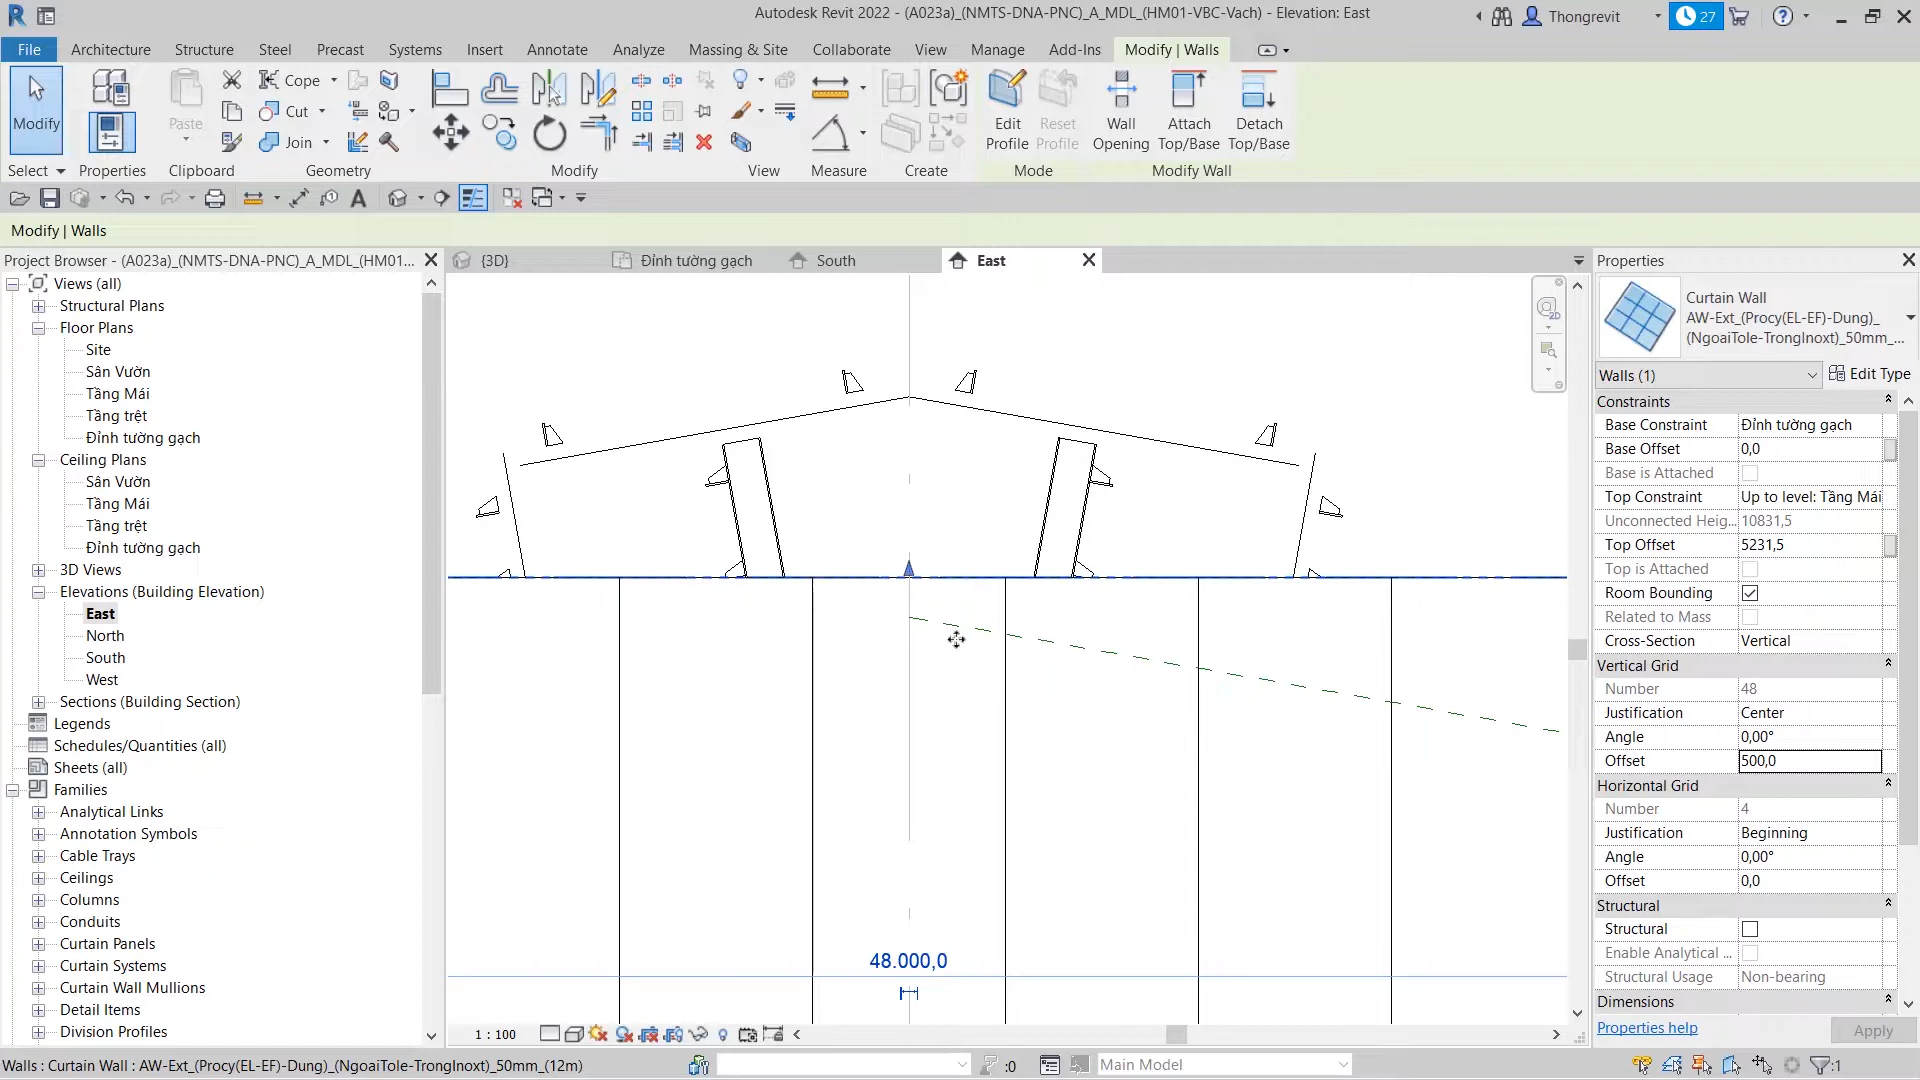 Autodesk Revit 2022 - (A023a)_(NMTS-DNA-PNC)_A_MDL_(HM01-VBC-Vach) - Elevation: East
Thongrevit
27
File
Architecture
Structure
Steel
Precast
Systems
Insert
Annotate
Analyze
Massing & Site
Collaborate
View
Manage
Add-Ins
Modify | Walls
Modify
Paste
Cope
Cut
Join
Edit
Profile
Reset
Profile
Wall
Opening
Attach
Top/Base
Detach
Top/Base
Select
Properties
Clipboard
Geometry
Modify
View
Measure
Create
Mode
Modify Wall
Modify | Walls
Project Browser - (A023a)_(NMTS-DNA-PNC)_A_MDL_(HM01...
Views (all)
Structural Plans
Floor Plans
Site
Sân Vườn
Tầng Mái
Tầng trệt
Đỉnh tường gạch
Ceiling Plans
Sân Vườn
Tầng Mái
Tầng trệt
Đỉnh tường gạch
3D Views
Elevations (Building Elevation)
East
North
South
West
Sections (Building Section)
Legends
Schedules/Quantities (all)
Sheets (all)
Families
Analytical Links
Annotation Symbols
Cable Trays
Ceilings
Columns
Conduits
Curtain Panels
Curtain Systems
Curtain Wall Mullions
Detail Items
Division Profiles
{3D}
Đỉnh tường gạch
South
East
2D
48.000,0
1 : 100
Properties
Curtain Wall
AW-Ext_(Procy(EL-EF)-Dung)_
(NgoaiTole-TrongInoxt)_50mm_...
Walls (1)
Edit Type
Constraints
Base Constraint Đỉnh tường gạch
Base Offset 0,0
Base is Attached
Top Constraint Up to level: Tầng Mái
Unconnected Heig... 10831,5
Top Offset 5231,5
Top is Attached
Room Bounding
Related to Mass
Cross-Section Vertical
Vertical Grid
Number 48
Justification Center
Angle 0,00°
Offset 500,0
Horizontal Grid
Number 4
Justification Beginning
Angle 0,00°
Offset 0,0
Structural
Structural
Enable Analytical ...
Structural Usage Non-bearing
Dimensions
Properties help
Apply
Walls : Curtain Wall : AW-Ext_(Procy(EL-EF)-Dung)_(NgoaiTole-TrongInoxt)_50mm_(12m)
:0
Main Model
:1